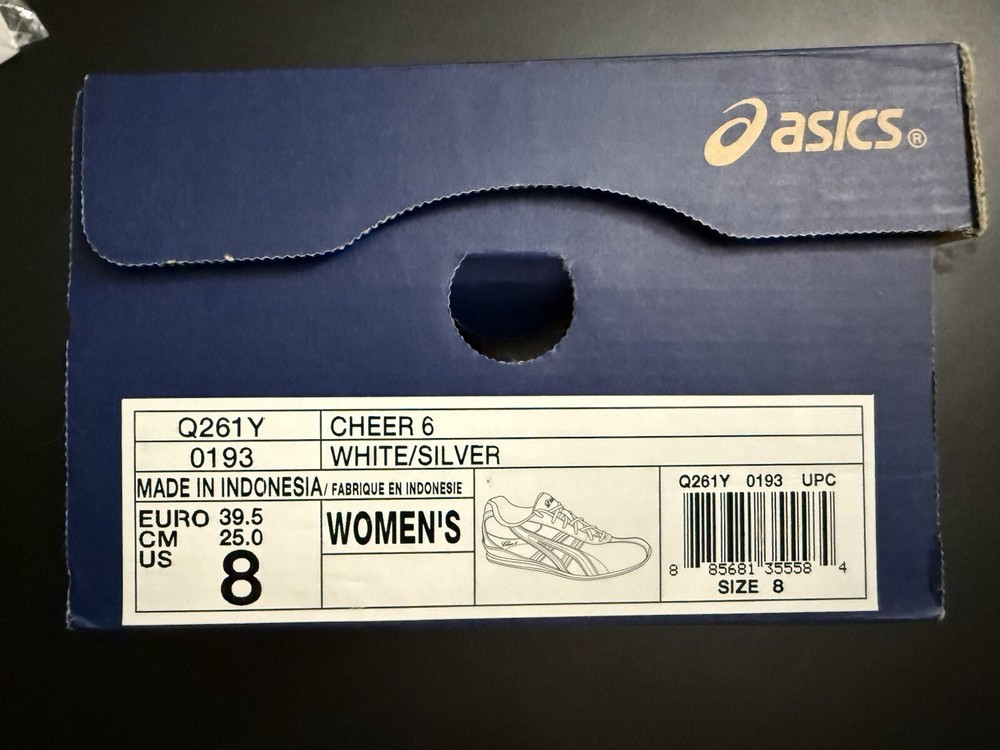 asics®
Q261Y CHEER 6
0193 WHITE/SILVER
MADE IN INDONESIA/ FABRIQUE EN INDONESIE
EURO 39.5
CM 25.0
US 8
WOMEN'S
Q261Y 0193 UPC
8 85681 35558 4
SIZE 8